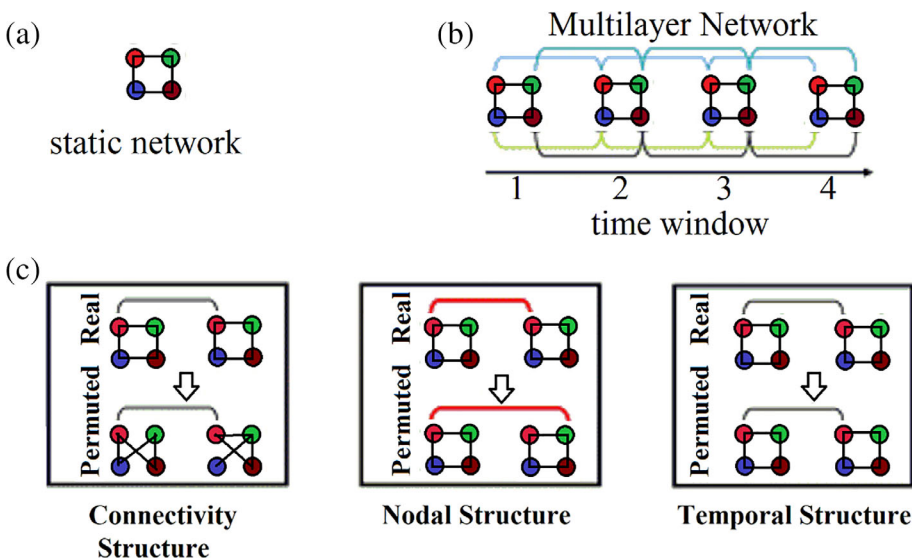 (a)
static network
(b)
Multilayer Network
1 2 3 4
time window
(c)
Real
Permuted
Connectivity
Structure
Real
Permuted
Nodal Structure
Real
Permuted
Temporal Structure